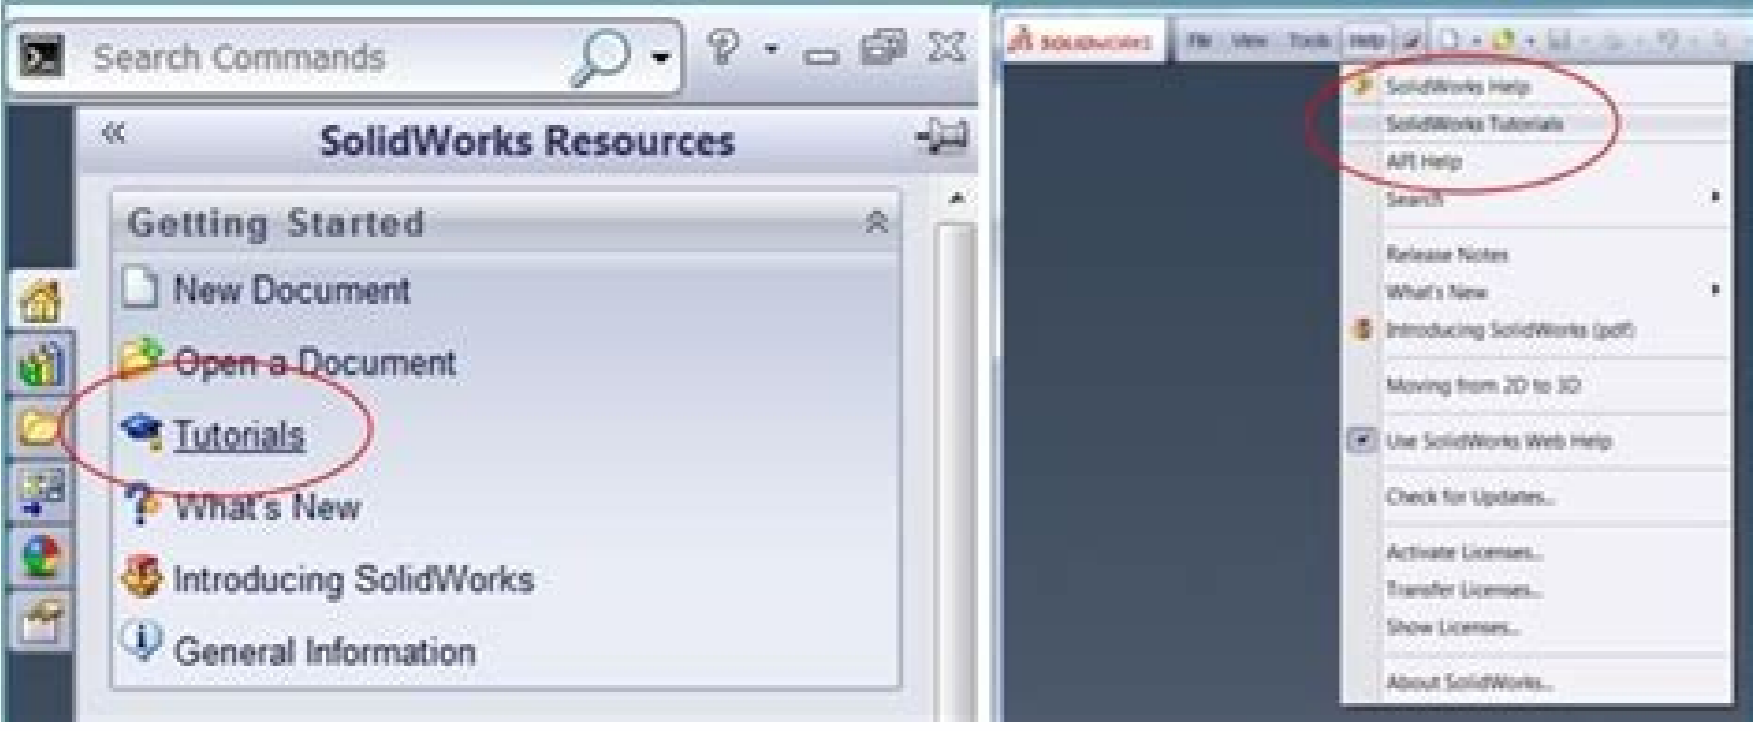 Search Commands
SolidWorks Resources
Getting Started
New Document
Open a Document
Tutorials
What's New
Introducing SolidWorks
General Information
SOLIDWORKS File View Tools Help
SolidWorks Help
SolidWorks Tutorials
API Help
Search
Release Notes
What's New
Introducing SolidWorks (pdf)
Moving from 2D to 3D
Use SolidWorks Web Help
Check for Updates...
Activate Licenses...
Transfer Licenses...
Show Licenses...
About SolidWorks...